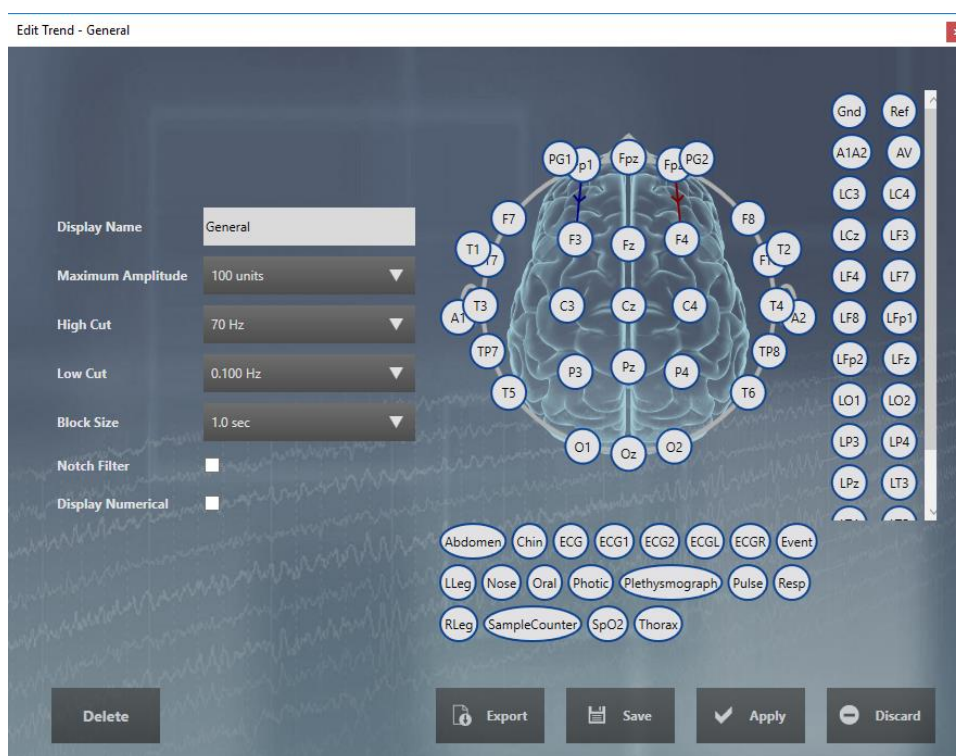 Edit Trend - General
Display Name General
Maximum Amplitude 100 units
High Cut 70 Hz
Low Cut 0.100 Hz
Block Size 1.0 sec
Notch Filter
Display Numerical
PG1 Fpz PG2
F7 F8
F3 Fz F4
T1 T2
A1 T3 C3 Cz C4 T4 A2
TP7 TP8
P3 Pz P4
T5 T6
O1 Oz O2
Gnd Ref
A1A2 AV
LC3 LC4
LCz LF3
LF4 LF7
LF8 LFp1
LFp2 LFz
LO1 LO2
LP3 LP4
LPz LT3
Abdomen Chin ECG ECG1 ECG2 ECGL ECGR Event
LLeg Nose Oral Photic Plethysmograph Pulse Resp
RLeg SampleCounter SpO2 Thorax
Delete Export Save Apply Discard